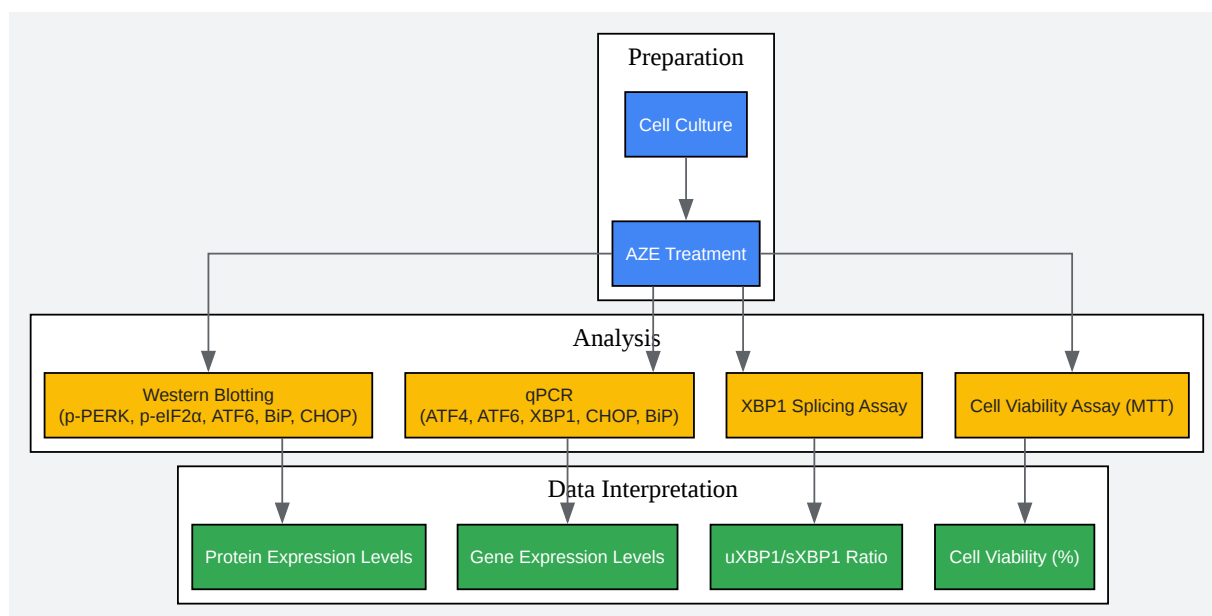 Preparation
Cell Culture
AZE Treatment
Analysis
Western Blotting
(p-PERK, p-eIF2α, ATF6, BiP, CHOP)
qPCR
(ATF4, ATF6, XBP1, CHOP, BiP)
XBP1 Splicing Assay
Cell Viability Assay (MTT)
Data Interpretation
Protein Expression Levels
Gene Expression Levels
uXBP1/sXBP1 Ratio
Cell Viability (%)